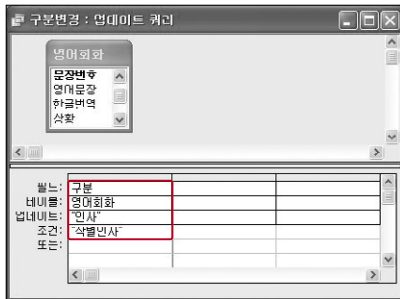 구분변경 : 업데이트 쿼리
영어회화
문장번호
영어문장
한글번역
상황
필드: 구분
테이블: 영어회화
업데이트: "인사"
조건: "작별인사"
또는: